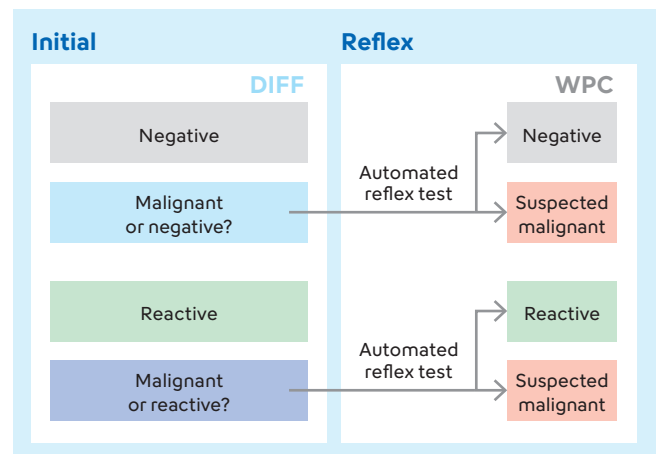 Initial
Reflex
DIFF
WPC
Negative
Negative
Automated
reflex test
Malignant
or negative?
Suspected
malignant
Reactive
Reactive
Automated
reflex test
Malignant
or reactive?
Suspected
malignant